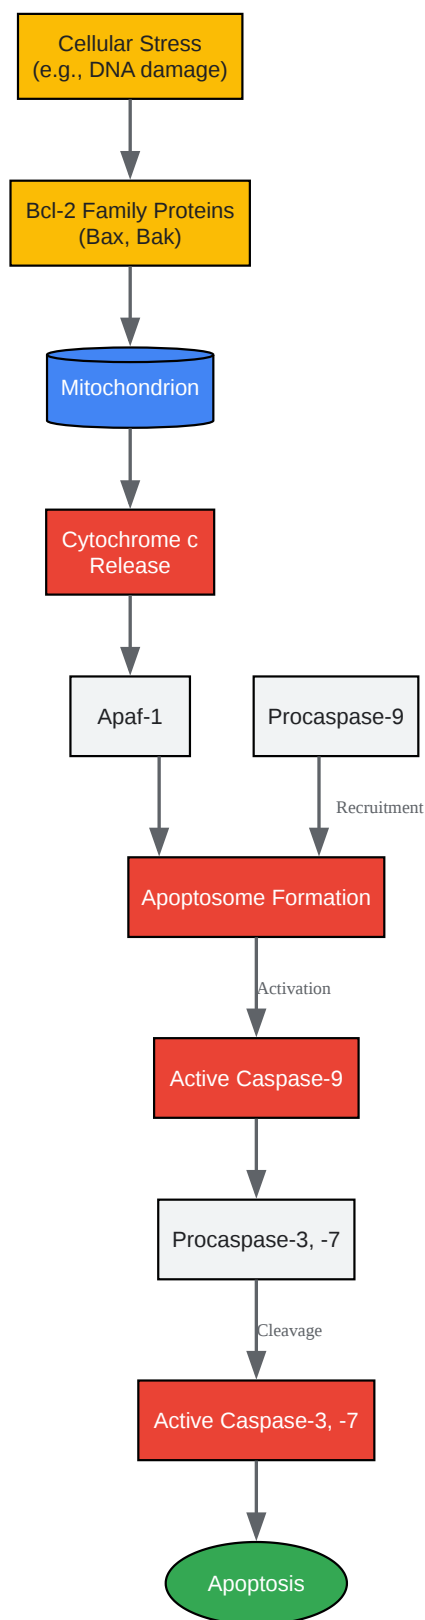 Cellular Stress
(e.g., DNA damage)
Bcl-2 Family Proteins
(Bax, Bak)
Mitochondrion
Cytochrome c
Release
Apaf-1
Procaspase-9
Recruitment
Apoptosome Formation
Activation
Active Caspase-9
Procaspase-3, -7
Cleavage
Active Caspase-3, -7
Apoptosis